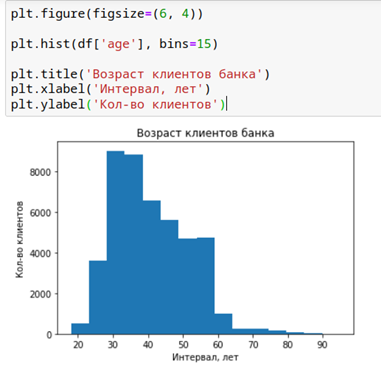 plt.figure(figsize=(6, 4))
plt.hist(df['age'], bins=15)
plt.title('Возраст клиентов банка')
plt.xlabel('Интервал, лет')
plt.ylabel('Кол-во клиентов')
Возраст клиентов банка
8000
6000
4000
2000
0
Кол-во клиентов
20 30 40 50 60 70 80 90
Интервал, лет